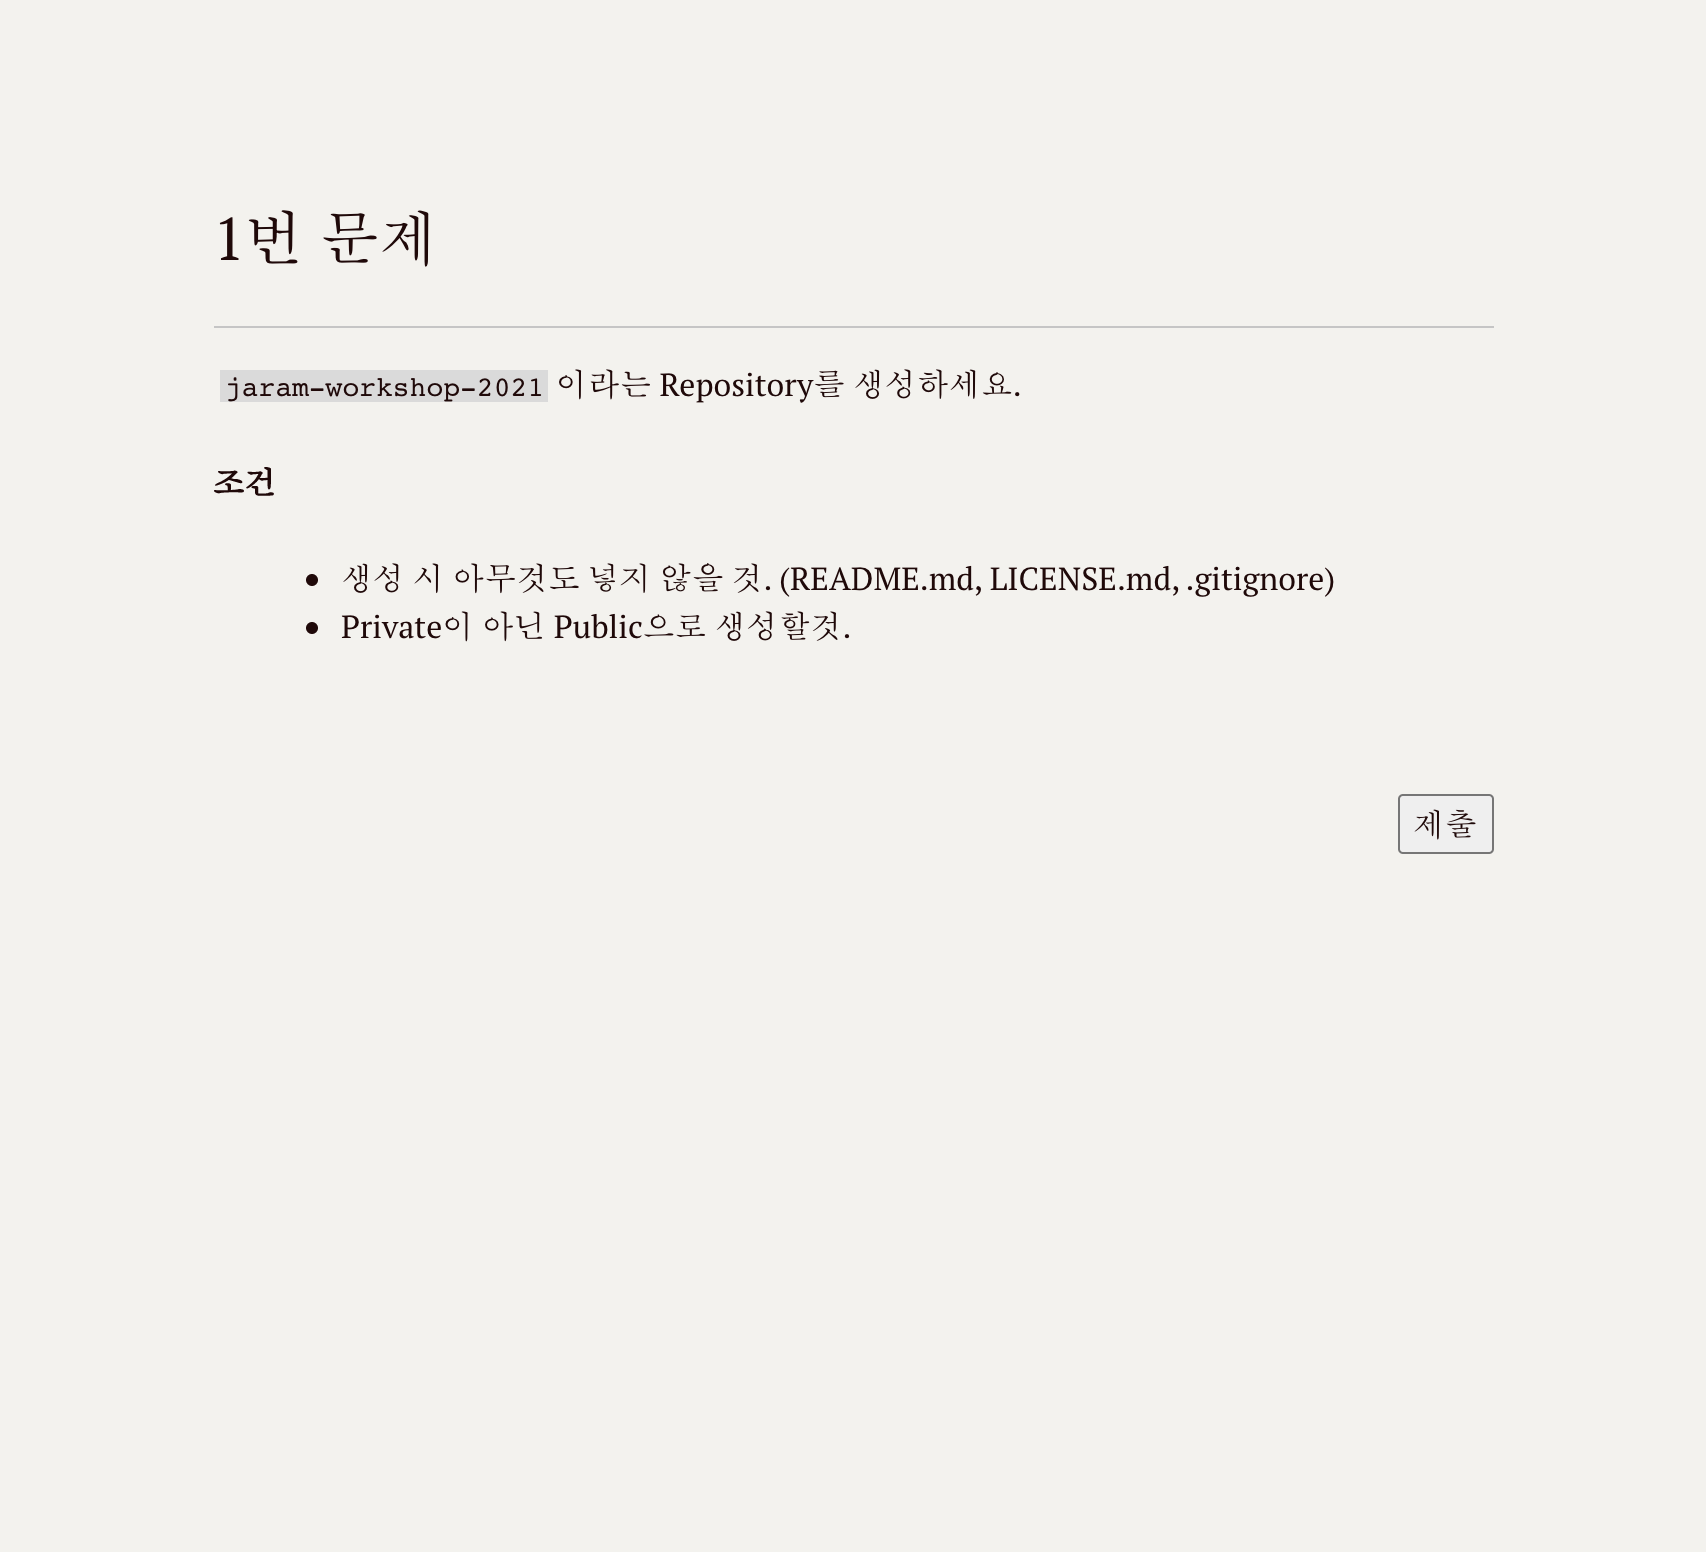 1번 문제
jaram-workshop-2021 이라는 Repository를 생성하세요.
조건
• 생성 시 아무것도 넣지 않을 것. (README.md, LICENSE.md, .gitignore)
• Private이 아닌 Public으로 생성할것.
제출